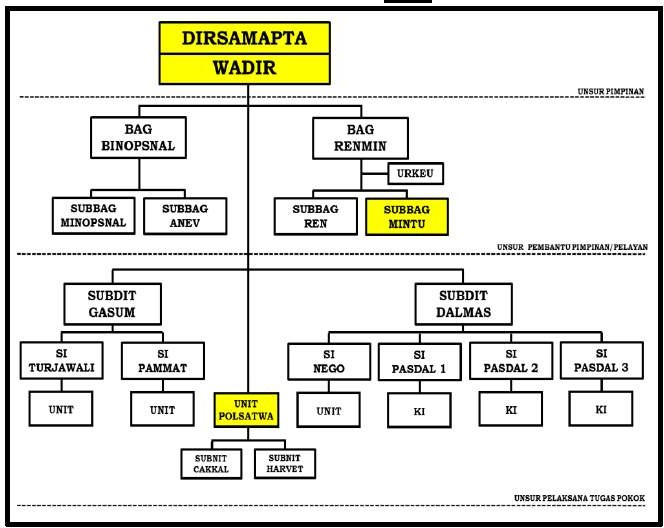 DIRSAMAPTA
WADIR
UNSUR PIMPINAN
BAG
BINOPSNAL
BAG
RENMIN
URKEU
SUBBAG
MINOPSNAL
SUBBAG
ANEV
SUBBAG
REN
SUBBAG
MINTU
UNSUR PEMBANTU PIMPINAN/PELAYAN
SUBDIT
GASUM
SUBDIT
DALMAS
SI
TURJAWALI
SI
PAMMAT
SI
NEGO
SI
PASDAL 1
SI
PASDAL 2
SI
PASDAL 3
UNIT
UNIT
UNIT
POLSATWA
UNIT
KI
KI
KI
SUBNIT
CAKKAL
SUBNIT
HARVET
UNSUR PELAKSANA TUGAS POKOK